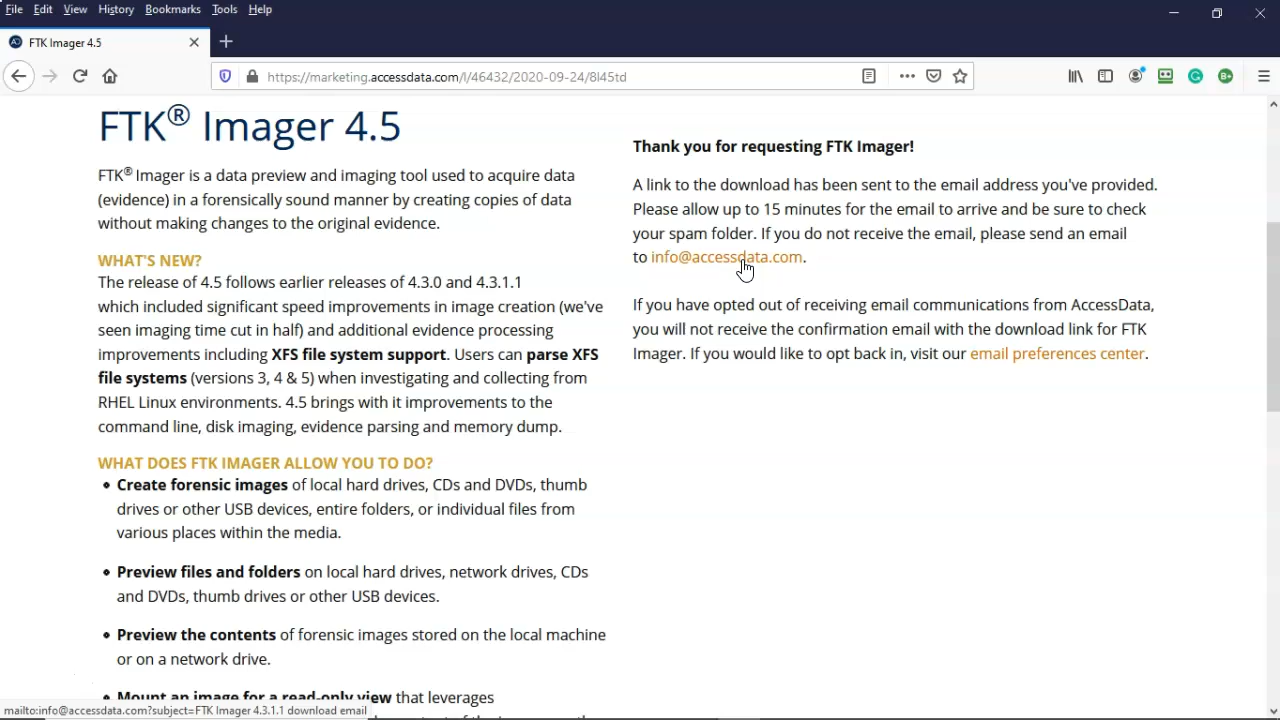 File Edit View History Bookmarks Tools Help
FTK Imager 4.5
https://marketing.accessdata.com/l/46432/2020-09-24/8l45td
FTK® Imager 4.5
FTK® Imager is a data preview and imaging tool used to acquire data
(evidence) in a forensically sound manner by creating copies of data
without making changes to the original evidence.
WHAT'S NEW?
The release of 4.5 follows earlier releases of 4.3.0 and 4.3.1.1
which included significant speed improvements in image creation (we've
seen imaging time cut in half) and additional evidence processing
improvements including XFS file system support. Users can parse XFS
file systems (versions 3, 4 & 5) when investigating and collecting from
RHEL Linux environments. 4.5 brings with it improvements to the
command line, disk imaging, evidence parsing and memory dump.
WHAT DOES FTK IMAGER ALLOW YOU TO DO?
Create forensic images of local hard drives, CDs and DVDs, thumb
drives or other USB devices, entire folders, or individual files from
various places within the media.
Preview files and folders on local hard drives, network drives, CDs
and DVDs, thumb drives or other USB devices.
Preview the contents of forensic images stored on the local machine
or on a network drive.
Mount an image for a read-only view that leverages
Thank you for requesting FTK Imager!
A link to the download has been sent to the email address you've provided.
Please allow up to 15 minutes for the email to arrive and be sure to check
your spam folder. If you do not receive the email, please send an email
to info@accessdata.com.
If you have opted out of receiving email communications from AccessData,
you will not receive the confirmation email with the download link for FTK
Imager. If you would like to opt back in, visit our email preferences center.
mailto:info@accessdata.com?subject=FTK Imager 4.3.1.1 download email